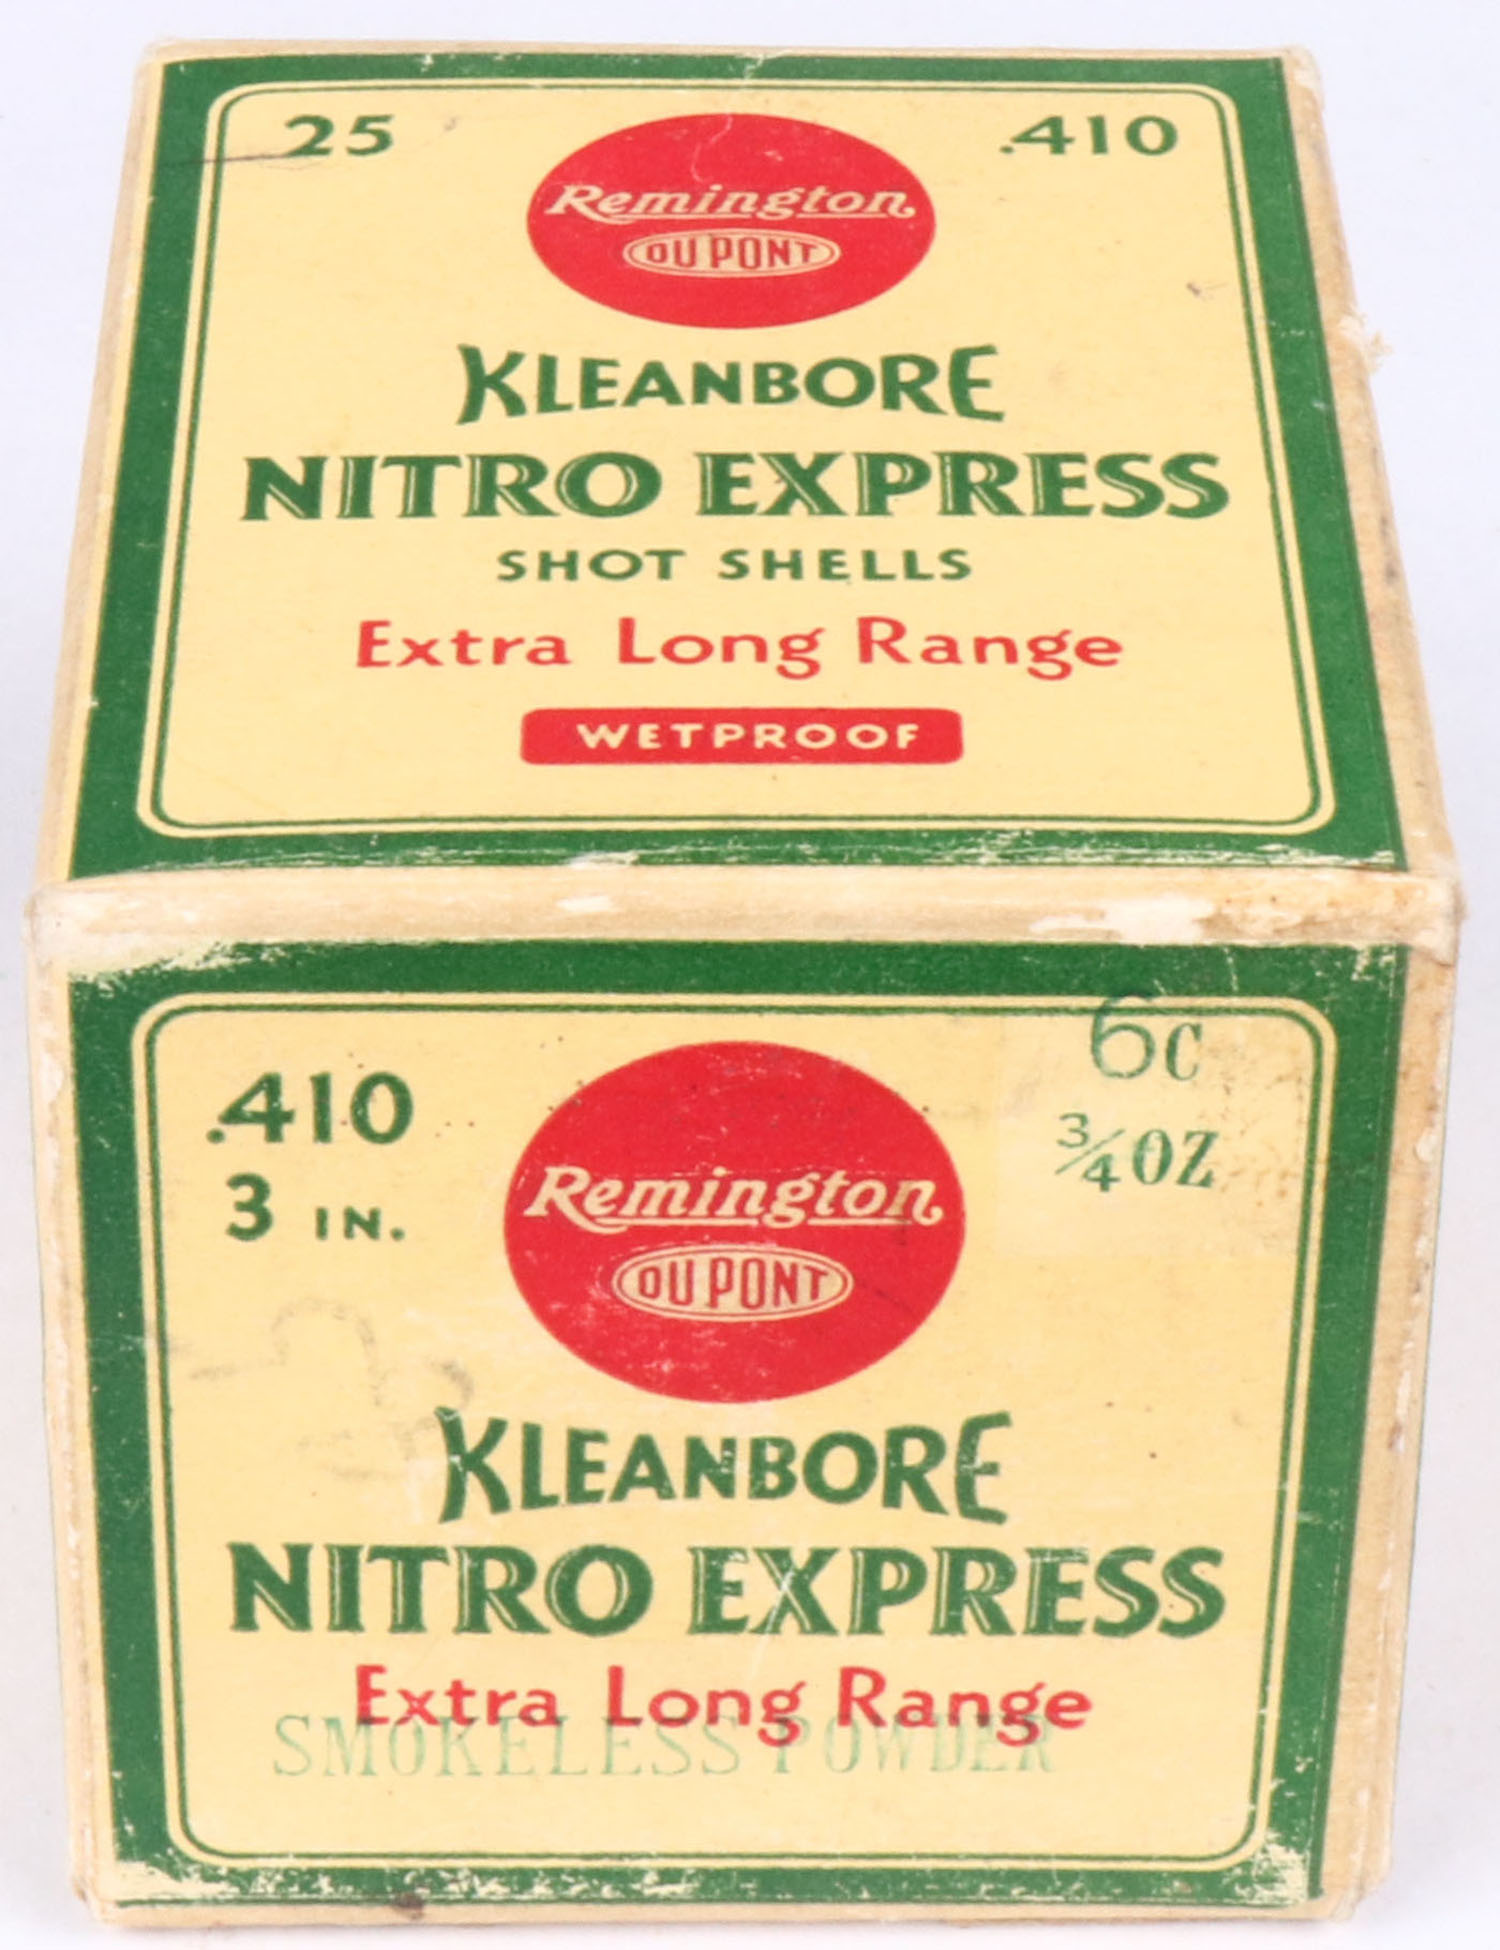 25
.410
Remington
DU PONT
KLEANBORE
NITRO EXPRESS
SHOT SHELLS
Extra Long Range
WETPROOF
.410
3 IN.
6C
3/4 OZ
Remington
DU PONT
KLEANBORE
NITRO EXPRESS
Extra Long Range
SMOKELESS POWDER